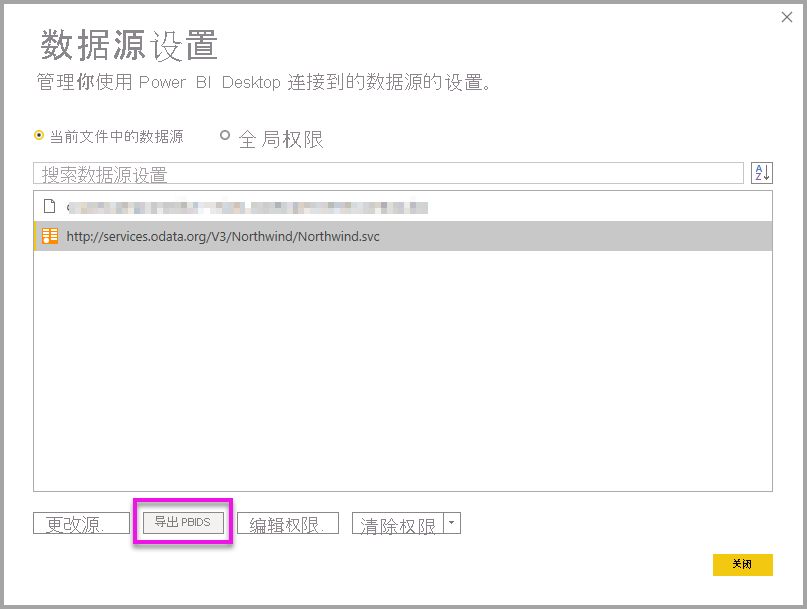 数据源设置
管理你使用 Power BI Desktop 连接到的数据源的设置。
当前文件中的数据源 全局权限
搜索数据源设置
http://services.odata.org/V3/Northwind/Northwind.svc
更改源. 导出 PBIDS 编辑权限. 清除权限
关闭